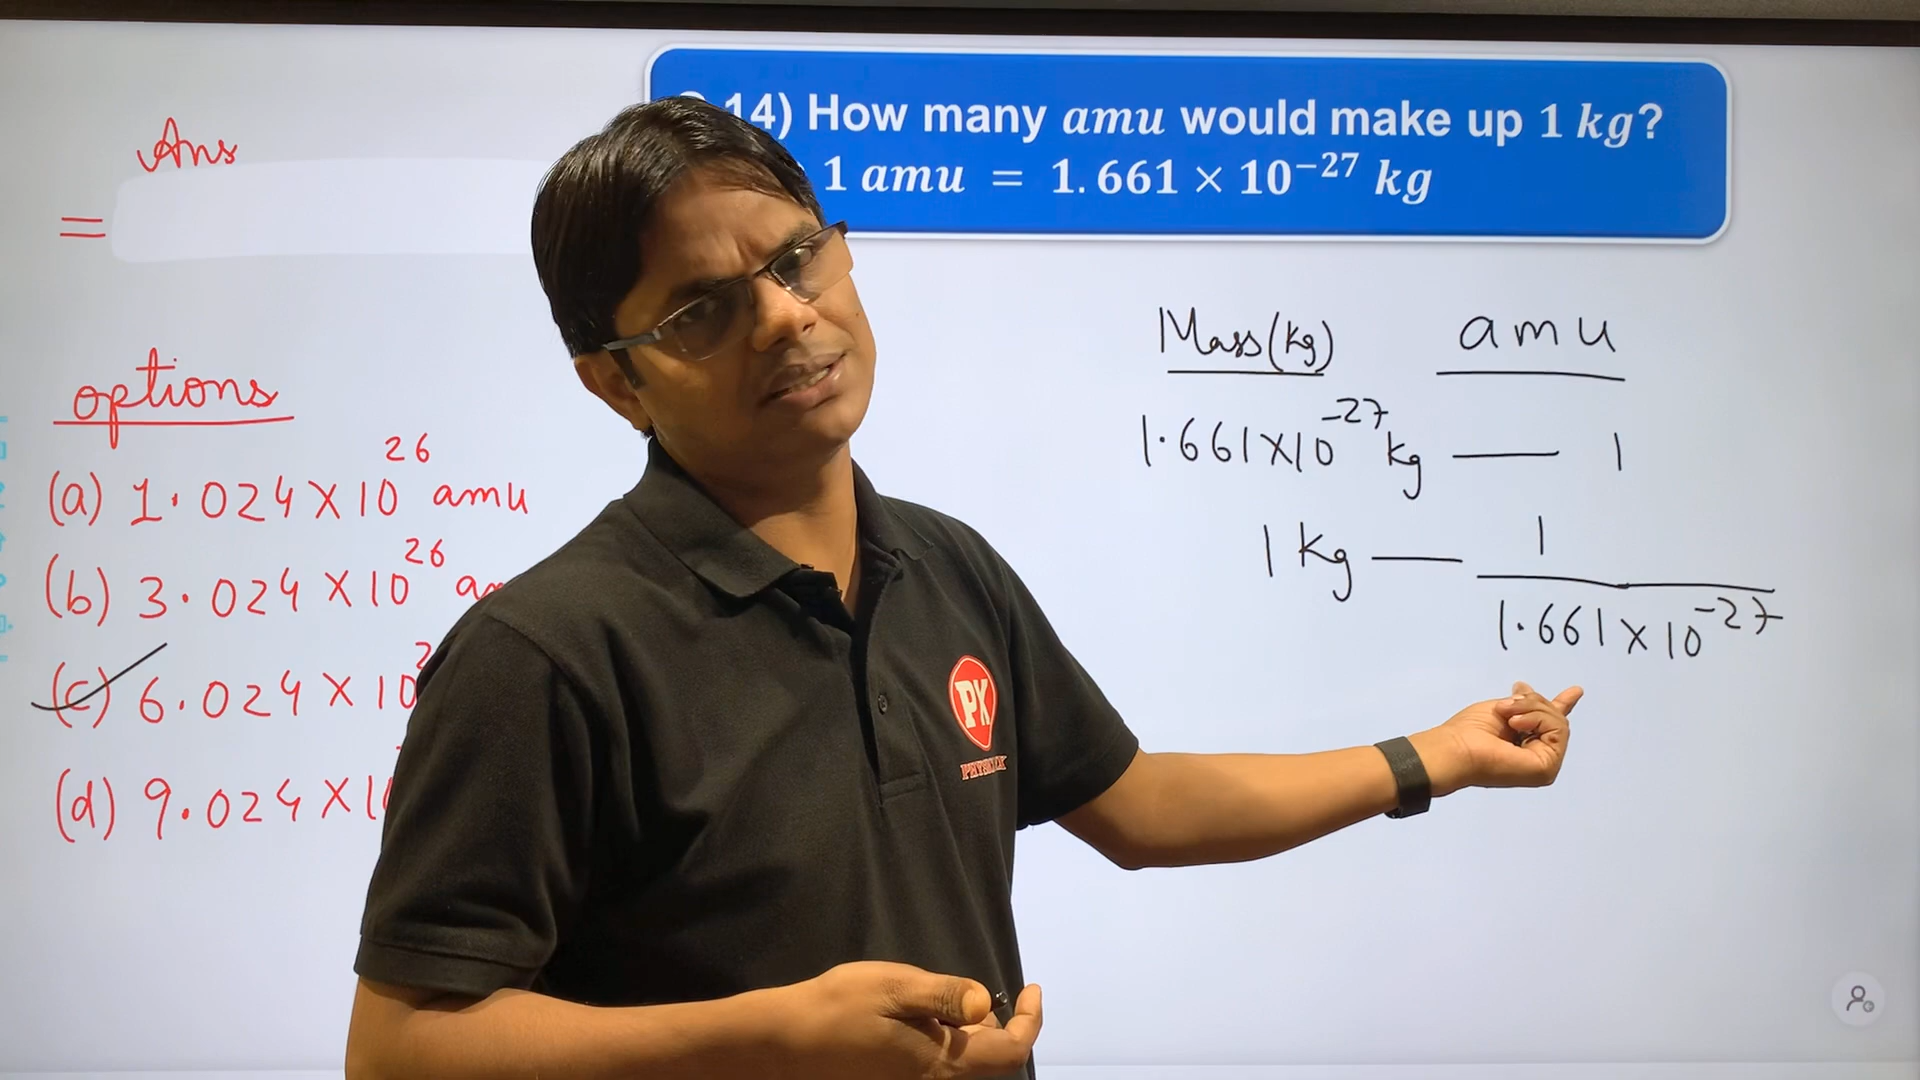 14) How many amu would make up 1 kg?
1 amu = 1.661 × 10⁻²⁷ kg
Ans
=
options
(a) 1.024 × 10²⁶ amu
(b) 3.024 × 10²⁶
(c) 6.024 × 10
(d) 9.024 ×
Mass (kg) amu
1.661 × 10⁻²⁷ kg — 1
1 kg — 1
1.661 × 10⁻²⁷
PK